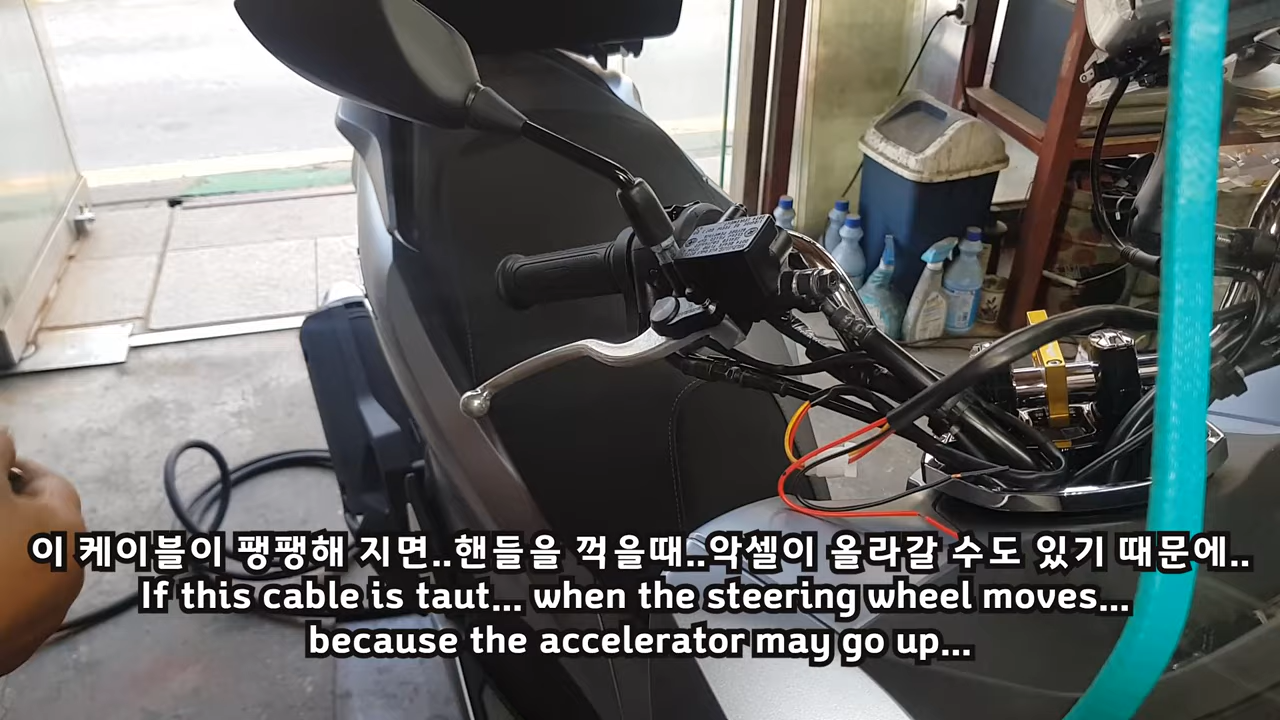 이 케이블이 팽팽해 지면..핸들을 꺽을때..악셀이 올라갈 수도 있기 때문에..
If this cable is taut... when the steering wheel moves...
because the accelerator may go up...